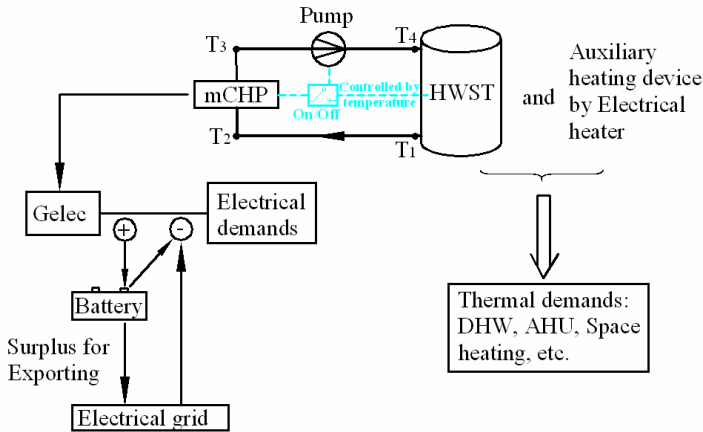 Pump
T3
T4
mCHP
Controlled by
temperature
On/Off
HWST
and
Auxiliary
heating device
by Electrical
heater
T2
T1
Gelec
Electrical
demands
+
-
Battery
Surplus for
Exporting
Electrical grid
Thermal demands:
DHW, AHU, Space
heating, etc.